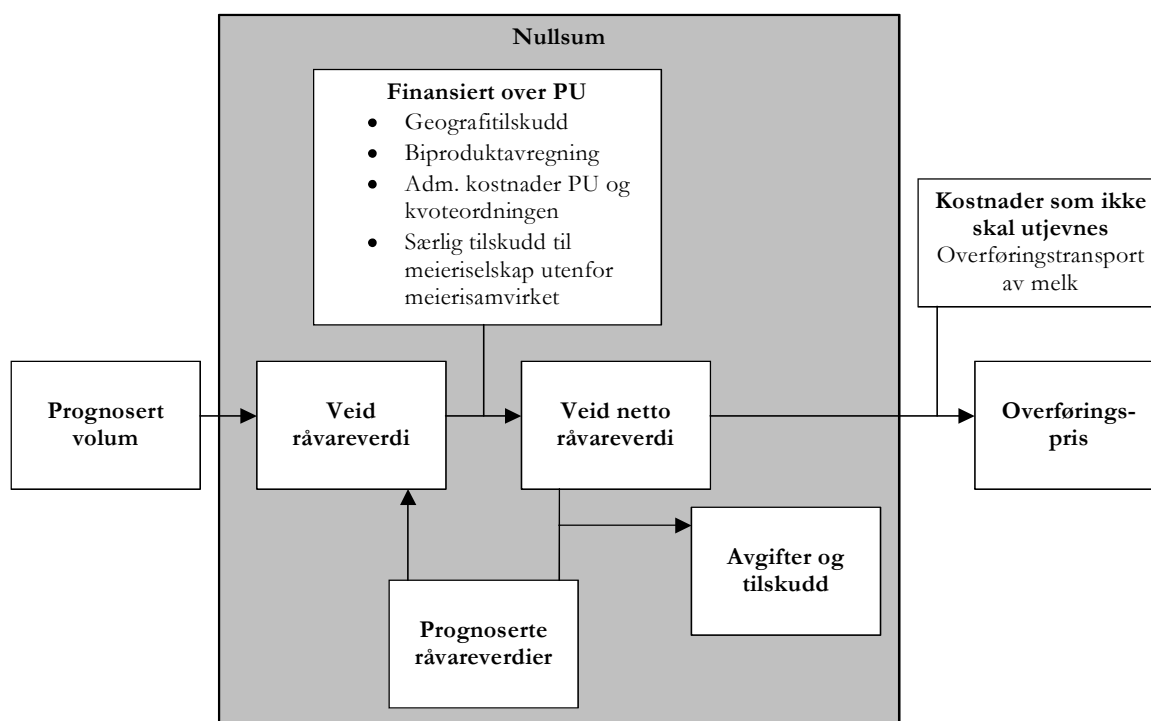 Nullsum
Finansiert over PU
• Geografitilskudd
• Biproduktavregning
• Adm. kostnader PU og
kvoteordningen
• Særlig tilskudd til
meieriselskap utenfor
meierisamvirket
Kostnader som ikke
skal utjevnes
Overføringstransport
av melk
Prognosert
volum
Veid
råvareverdi
Veid netto
råvareverdi
Overførings-
pris
Avgifter og
tilskudd
Prognoserte
råvareverdier